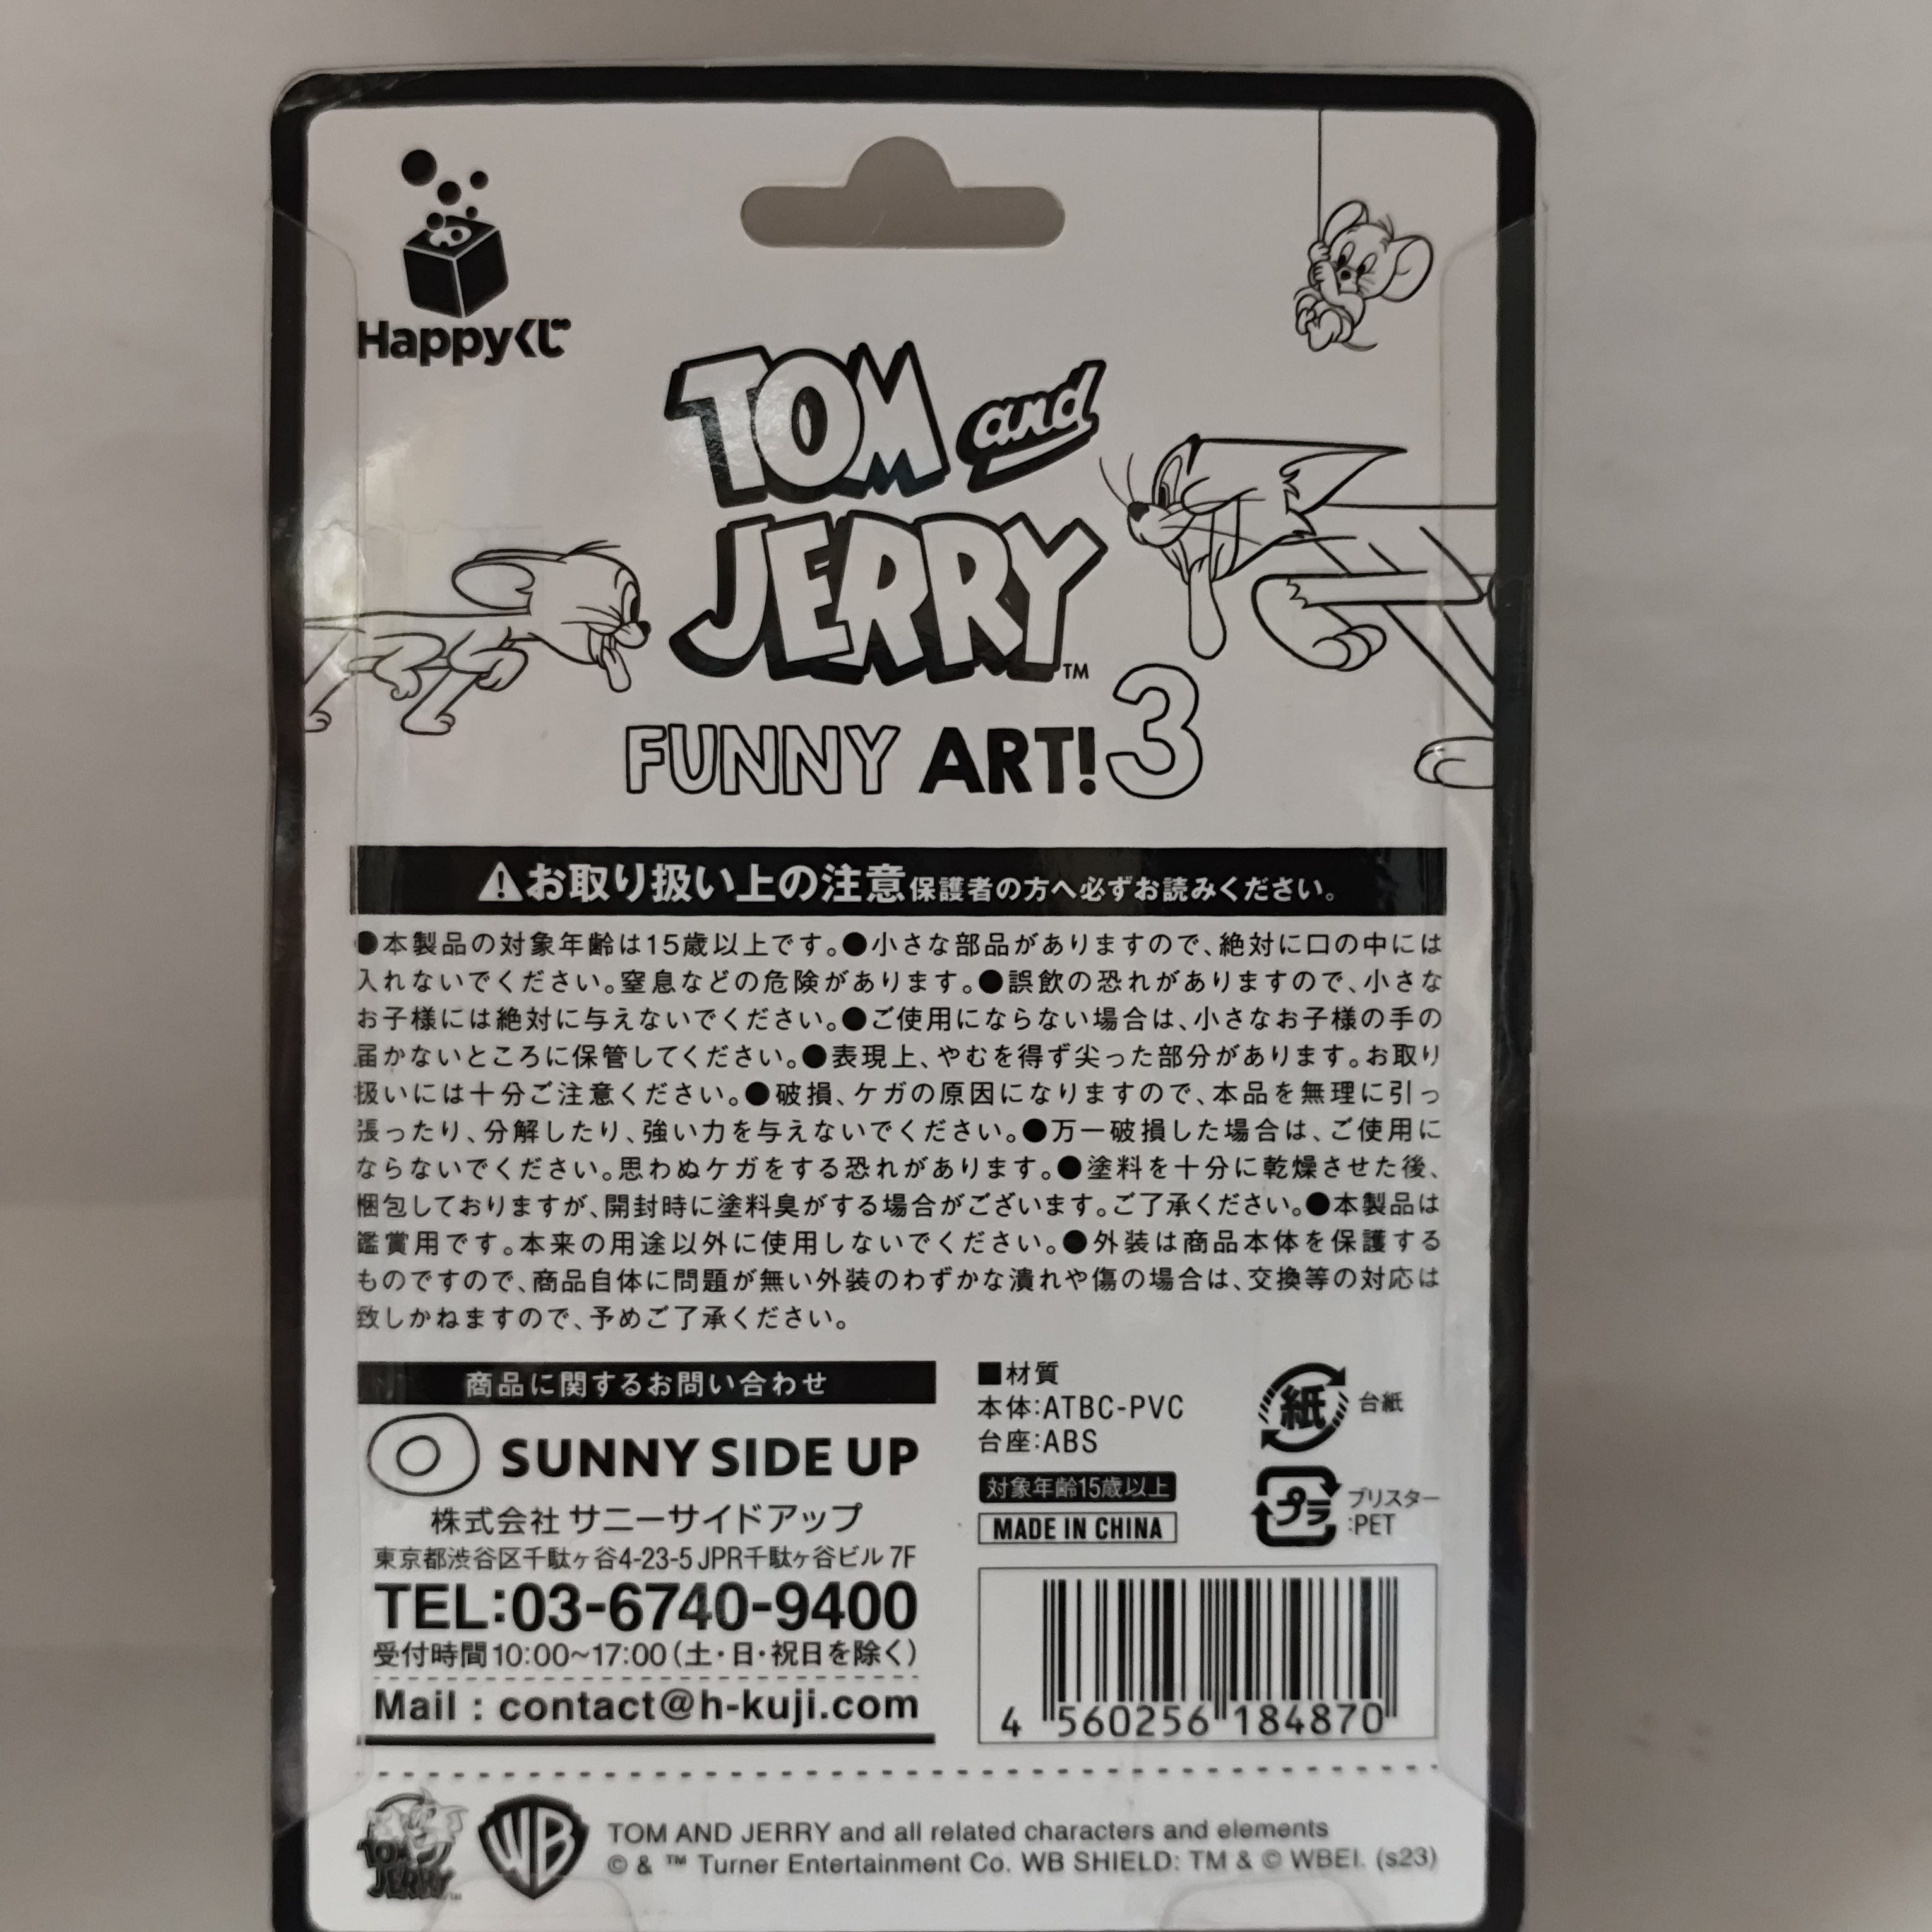 Happyくじ
TOM and
JERRY™
FUNNY ART!3
⚠お取り扱い上の注意保護者の方へ必ずお読みください。
●本製品の対象年齢は15歳以上です。●小さな部品がありますので、絶対に口の中には
入れないでください。窒息などの危険があります。●誤飲の恐れがありますので、小さな
お子様には絶対に与えないでください。●ご使用にならない場合は、小さなお子様の手の
届かないところに保管してください。●表現上、やむを得ず尖った部分があります。お取り
扱いには十分ご注意ください。●破損、ケガの原因になりますので、本品を無理に引っ
張ったり、分解したり、強い力を与えないでください。●万一破損した場合は、ご使用に
ならないでください。思わぬケガをする恐れがあります。●塗料を十分に乾燥させた後、
梱包しておりますが、開封時に塗料臭がする場合がございます。ご了承ください。●本製品は
鑑賞用です。本来の用途以外に使用しないでください。●外装は商品本体を保護する
ものですので、商品自体に問題が無い外装のわずかな潰れや傷の場合は、交換等の対応は
致しかねますので、予めご了承ください。
商品に関するお問い合わせ
SUNNY SIDE UP
株式会社 サニーサイドアップ
東京都渋谷区千駄ヶ谷4-23-5 JPR千駄ヶ谷ビル 7F
TEL:03-6740-9400
受付時間10:00~17:00(土・日・祝日を除く)
Mail : contact@h-kuji.com
■材質
本体:ATBC-PVC
台座:ABS
対象年齢15歳以上
MADE IN CHINA
紙 台紙
プラ ブリスター
:PET
4 560256 184870
TOM and JERRY™
WB
TOM AND JERRY and all related characters and elements
© & ™ Turner Entertainment Co. WB SHIELD: TM & © WBEI. (s23)